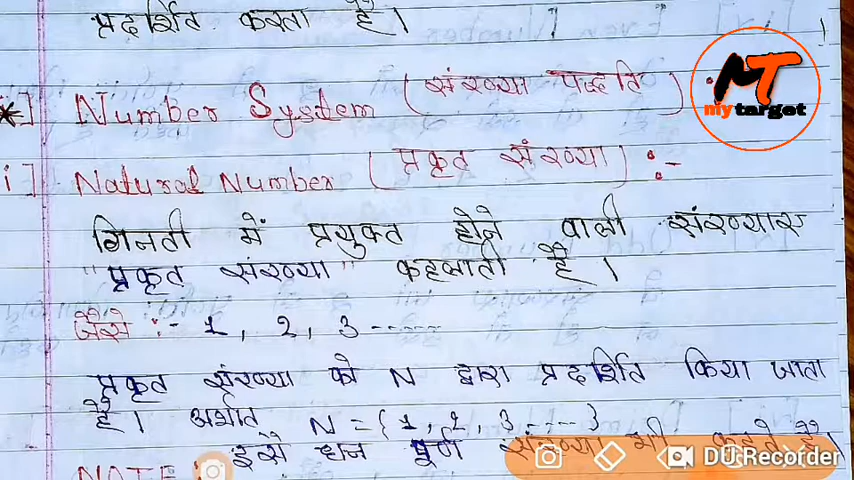 प्रदर्शित करता है।
*] Number System (संख्या पद्धति) :
MT
my target
i] Natural Number (प्रकृत संख्या) :-
गिनती में प्रयुक्त होने वाली संख्याए
"प्रकृत संख्या" कहलाती है।
जैसे :- 1, 2, 3 -----
प्रकृत संख्या को N द्वारा प्रदर्शित किया जाता
है। अर्थात N = {1, 2, 3 ----}
इसे धन पूर्ण संख्या भी कहते है।
NOTE :
DU Recorder